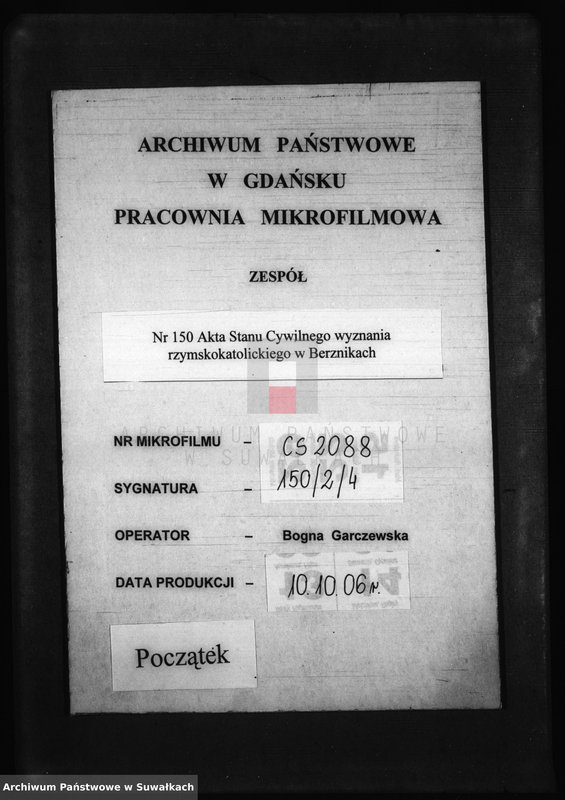 ARCHIWUM PAŃSTWOWE
W GDAŃSKU
PRACOWNIA MIKROFILMOWA
ZESPÓŁ
Nr 150 Akta Stanu Cywilnego wyznania
rzymskokatolickiego w Berznikach
ARCHIWUM PAŃSTWOWE
W SUWAŁKACH
NR MIKROFILMU – CS 2088
SYGNATURA – 150/2/4
OPERATOR – Bogna Garczewska
DATA PRODUKCJI – 10.10.06r.
Początek
Archiwum Państwowe w Suwałkach